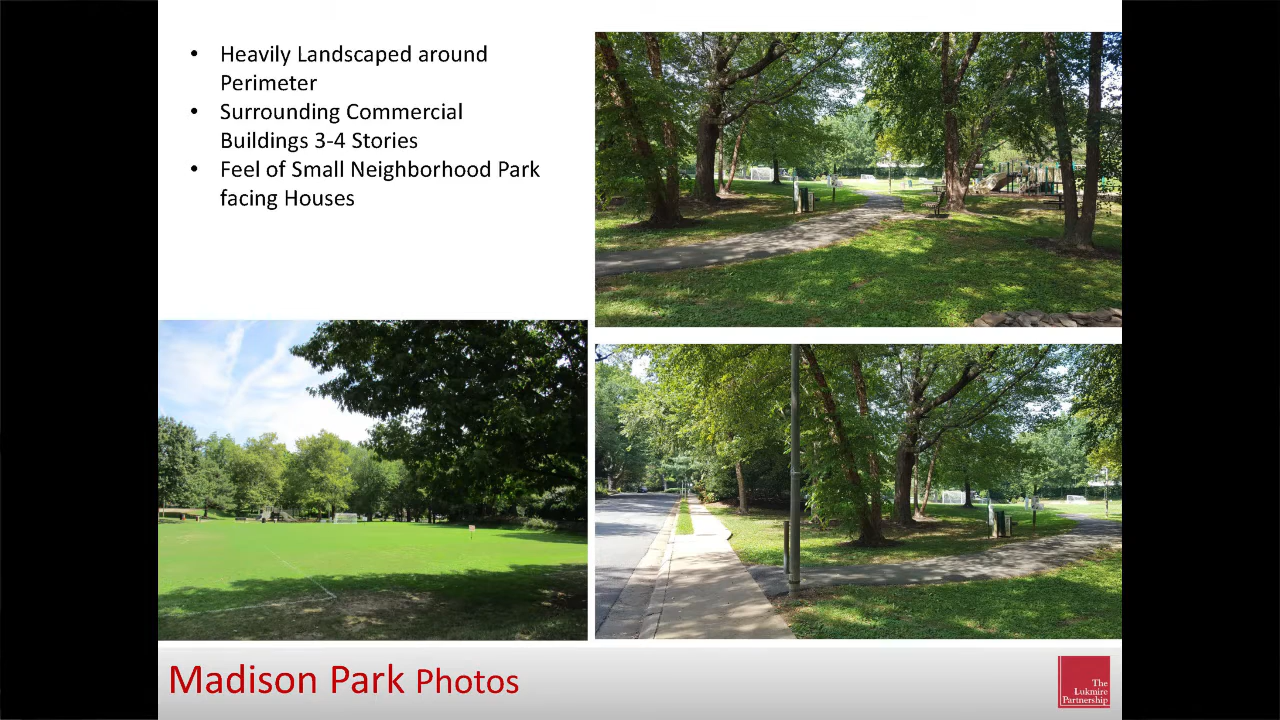 • Heavily Landscaped around
Perimeter
• Surrounding Commercial
Buildings 3-4 Stories
• Feel of Small Neighborhood Park
facing Houses
Madison Park Photos
The
Lukmire
Partnership